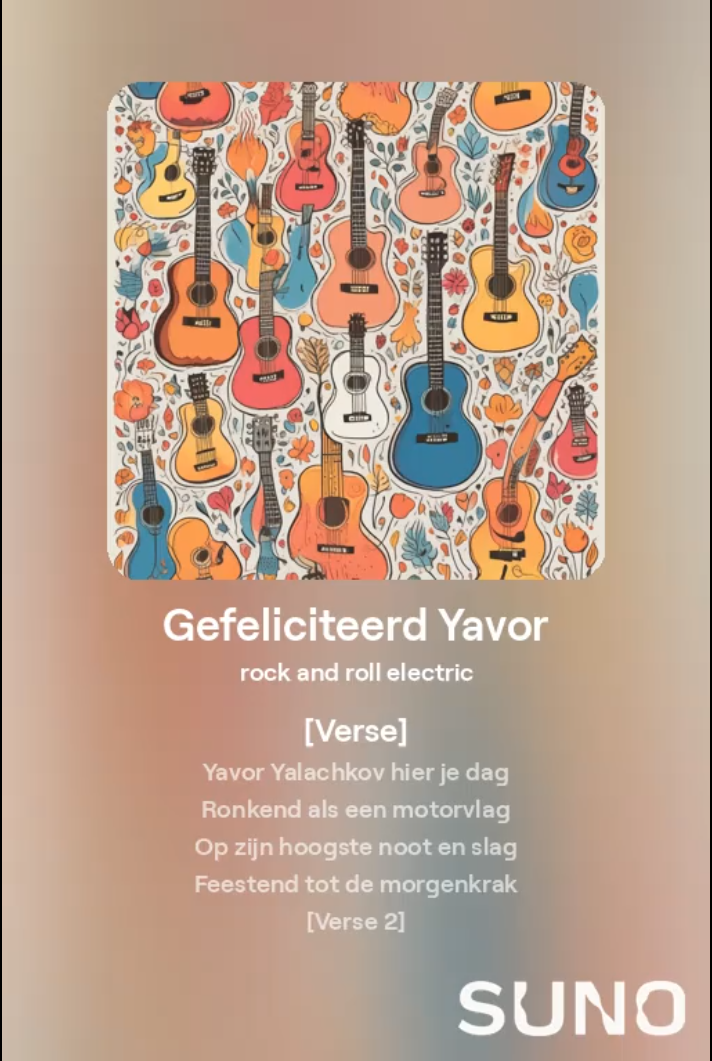 Gefeliciteerd Yavor
rock and roll electric
[Verse]
Yavor Yalachkov hier je dag
Ronkend als een motorvlag
Op zijn hoogste noot en slag
Feestend tot de morgenkrak
[Verse 2]
SUNO